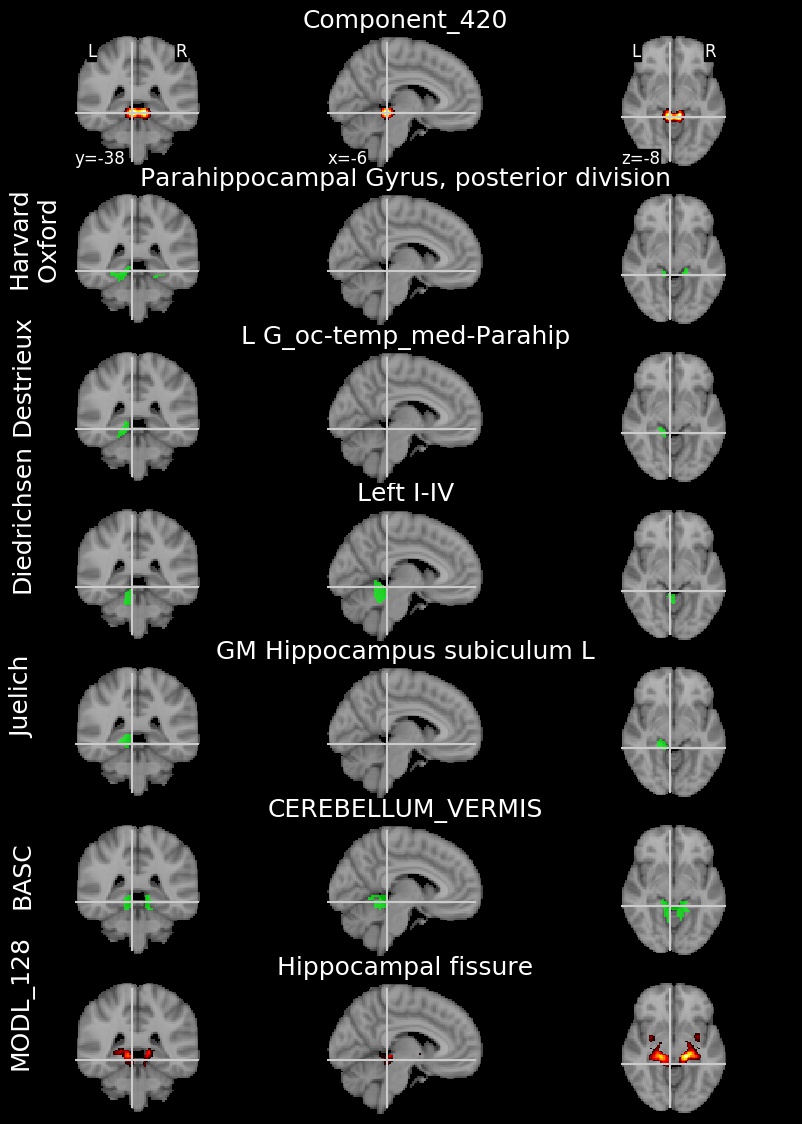 Component_420
L R L R
y=-38 x=-6 z=-8
Parahippocampal Gyrus, posterior division
Harvard
Oxford
L G_oc-temp_med-Parahip
Destrieux
Left I-IV
Diedrichsen
GM Hippocampus subiculum L
Juelich
CEREBELLUM_VERMIS
BASC
Hippocampal fissure
MODL_128